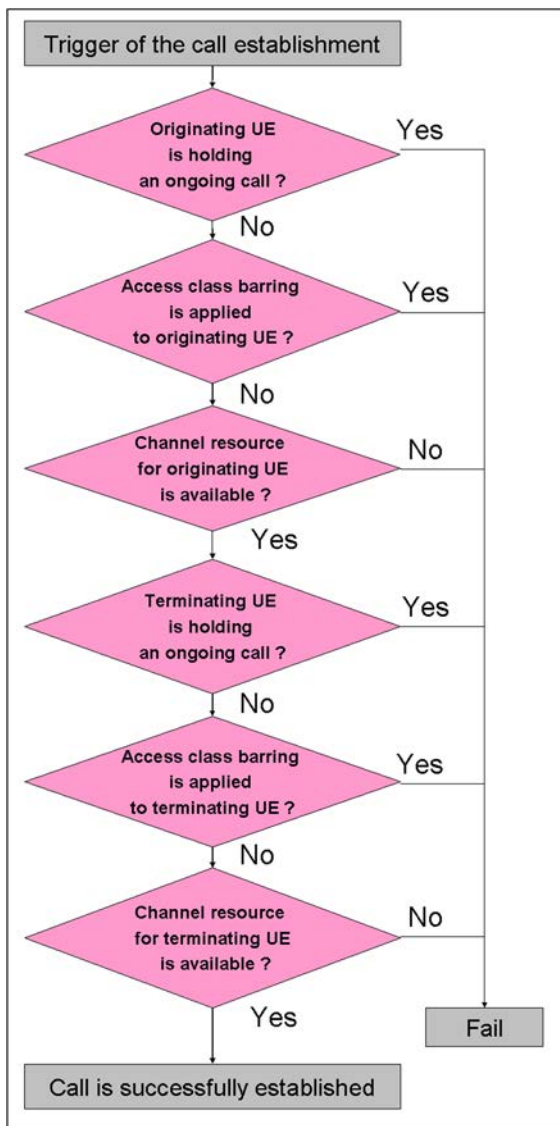 Trigger of the call establishment
Originating UE
is holding
an ongoing call ?
Yes
No
Access class barring
is applied
to originating UE ?
Yes
No
Channel resource
for originating UE
is available ?
No
Yes
Terminating UE
is holding
an ongoing call ?
Yes
No
Access class barring
is applied
to terminating UE ?
Yes
No
Channel resource
for terminating UE
is available ?
No
Yes
Fail
Call is successfully established